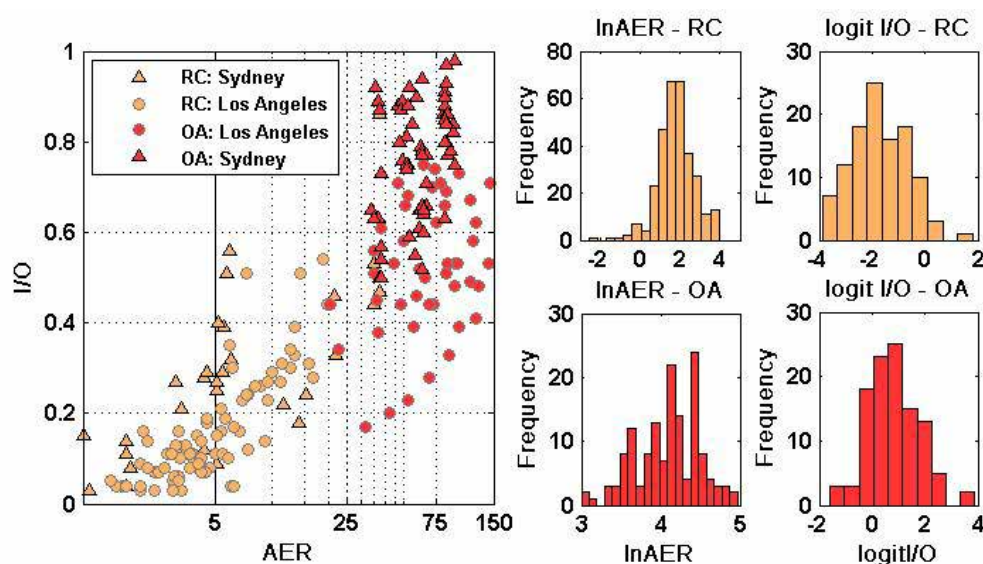 lnAER - RC
logit I/O - RC
1
0.8
0.6
0.4
0.2
0
I/O
RC: Sydney
RC: Los Angeles
OA: Los Angeles
OA: Sydney
5
25
75
150
AER
80
60
40
20
0
Frequency
-2
0
2
4
30
20
10
0
Frequency
-4
-2
0
2
lnAER - OA
logit I/O - OA
30
20
10
0
Frequency
3
4
5
lnAER
30
20
10
0
Frequency
-2
0
2
4
logitI/O